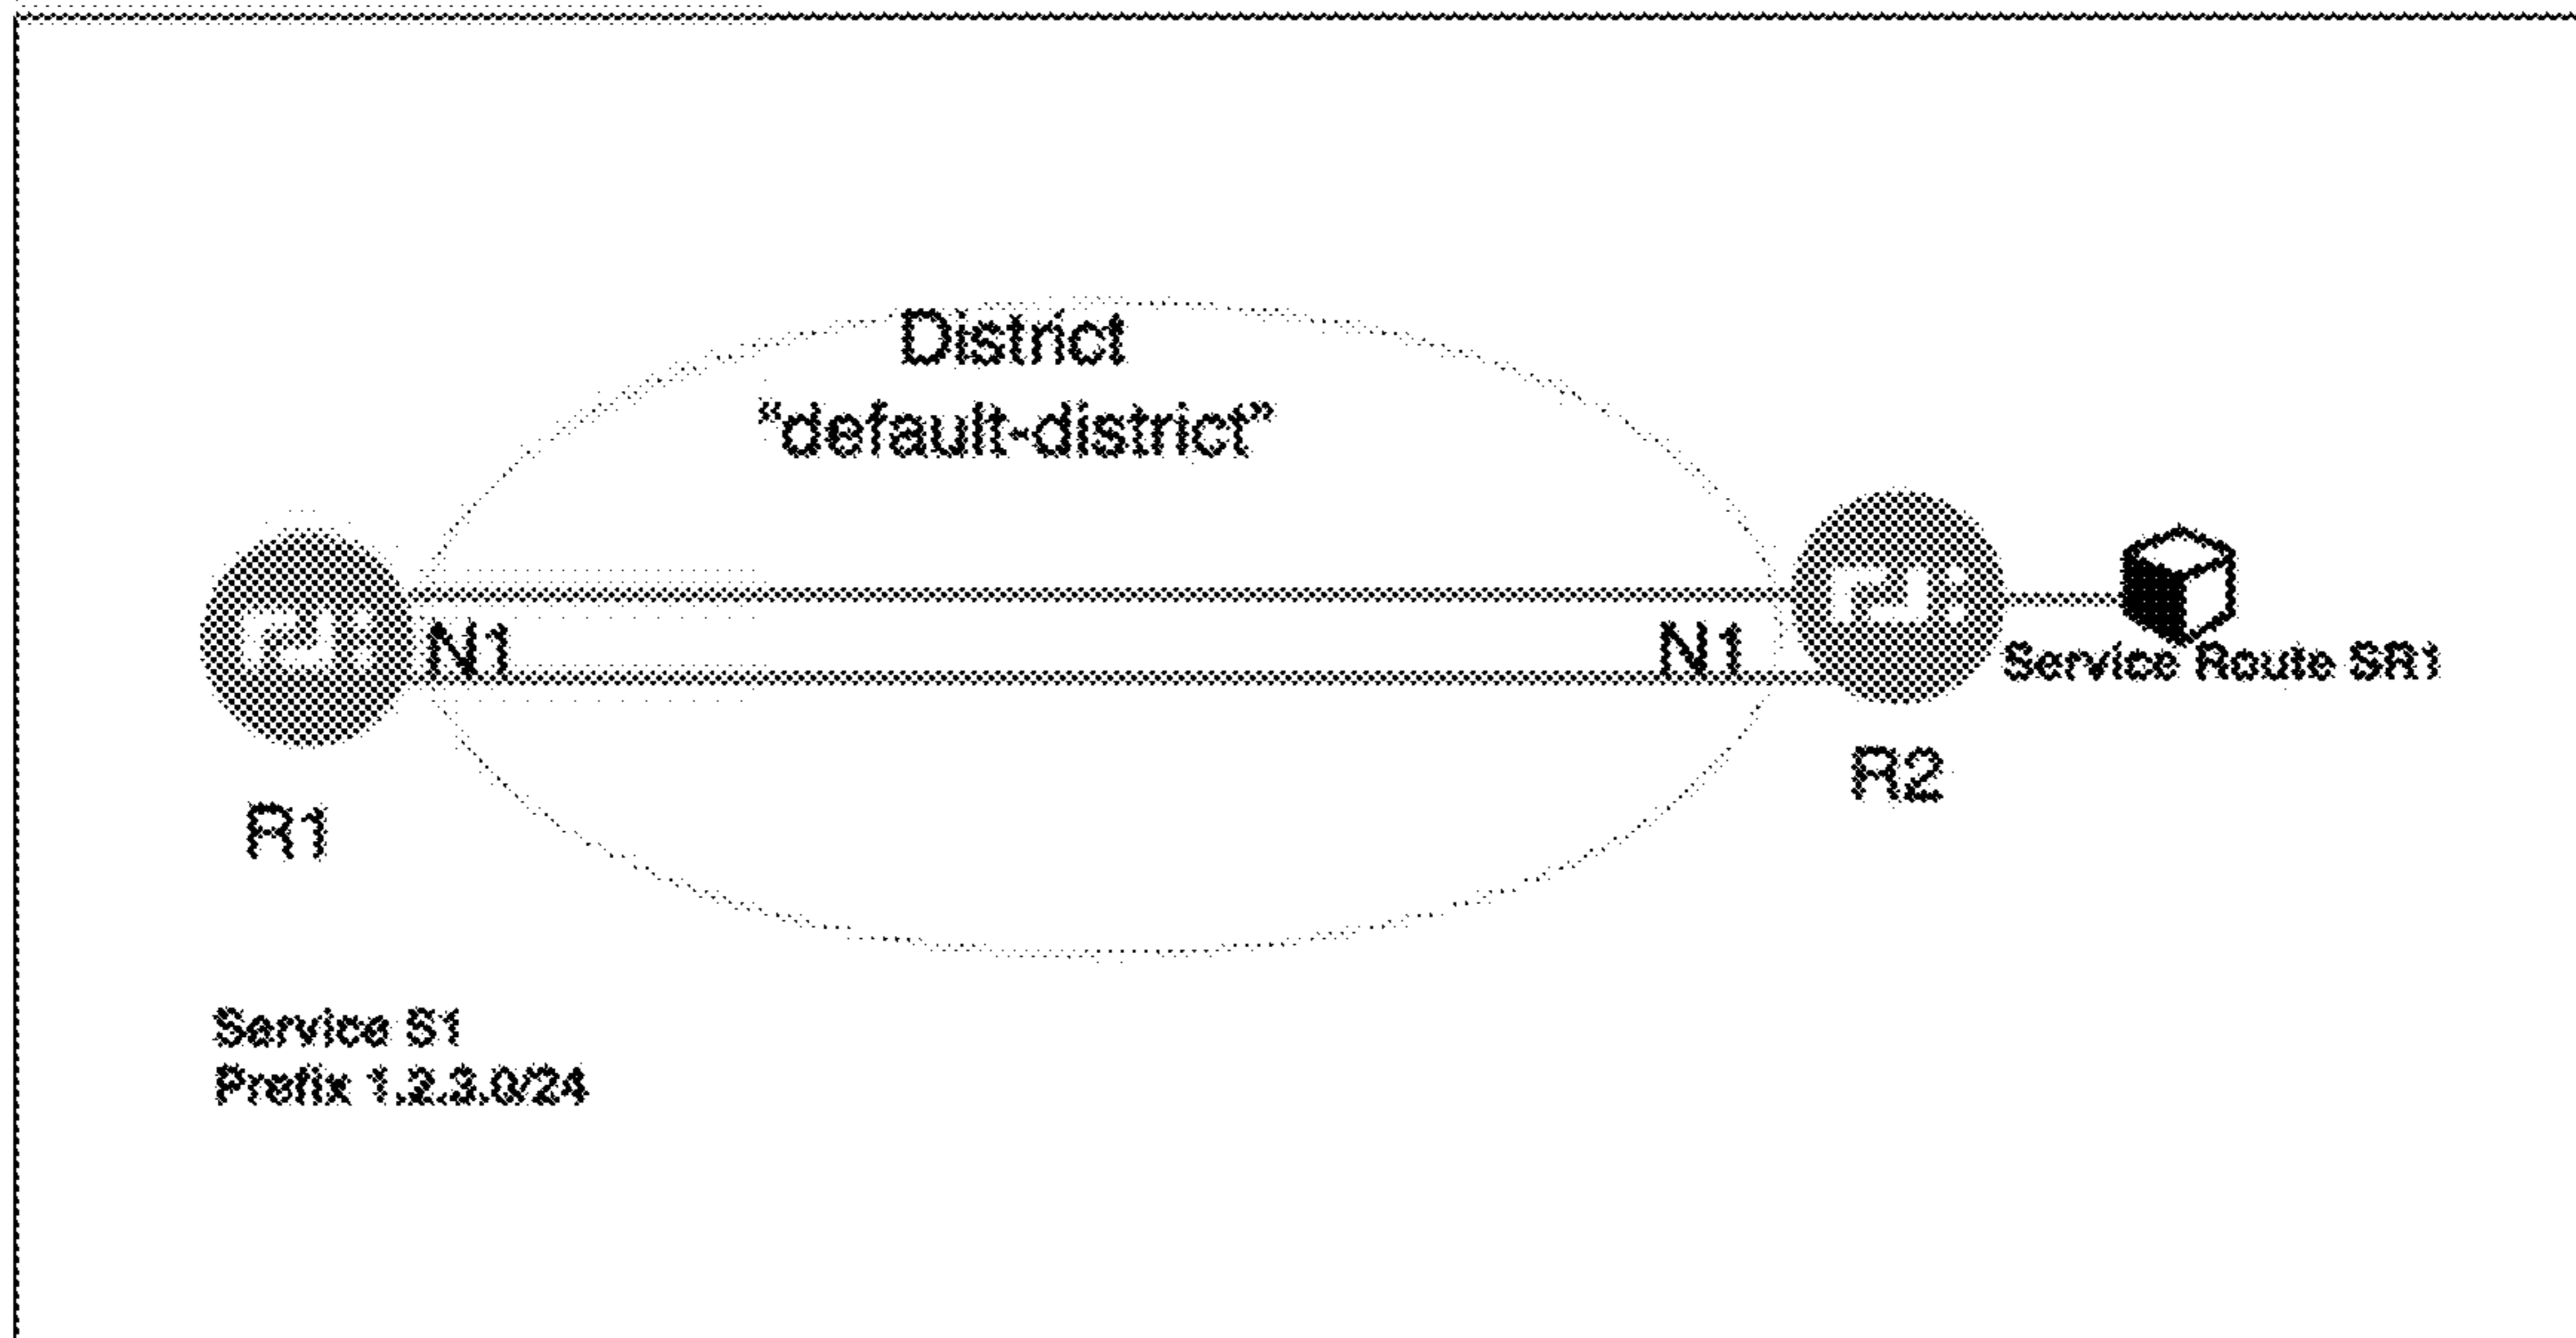 District
“default-district”
N1
N1
Service Route SR1
R2
R1
Service S1
Prefix 1.2.3.0/24